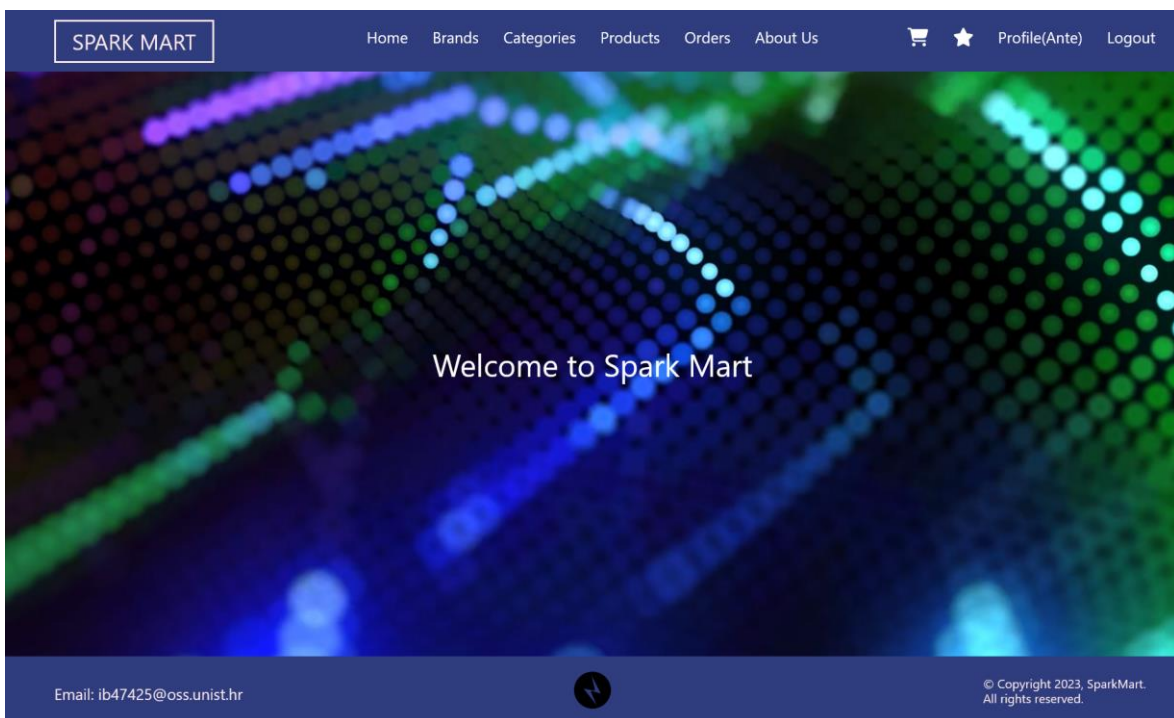 SPARK MART
Home Brands Categories Products Orders About Us Profile(Ante) Logout
Welcome to Spark Mart
Email: ib47425@oss.unist.hr
© Copyright 2023, SparkMart.
All rights reserved.